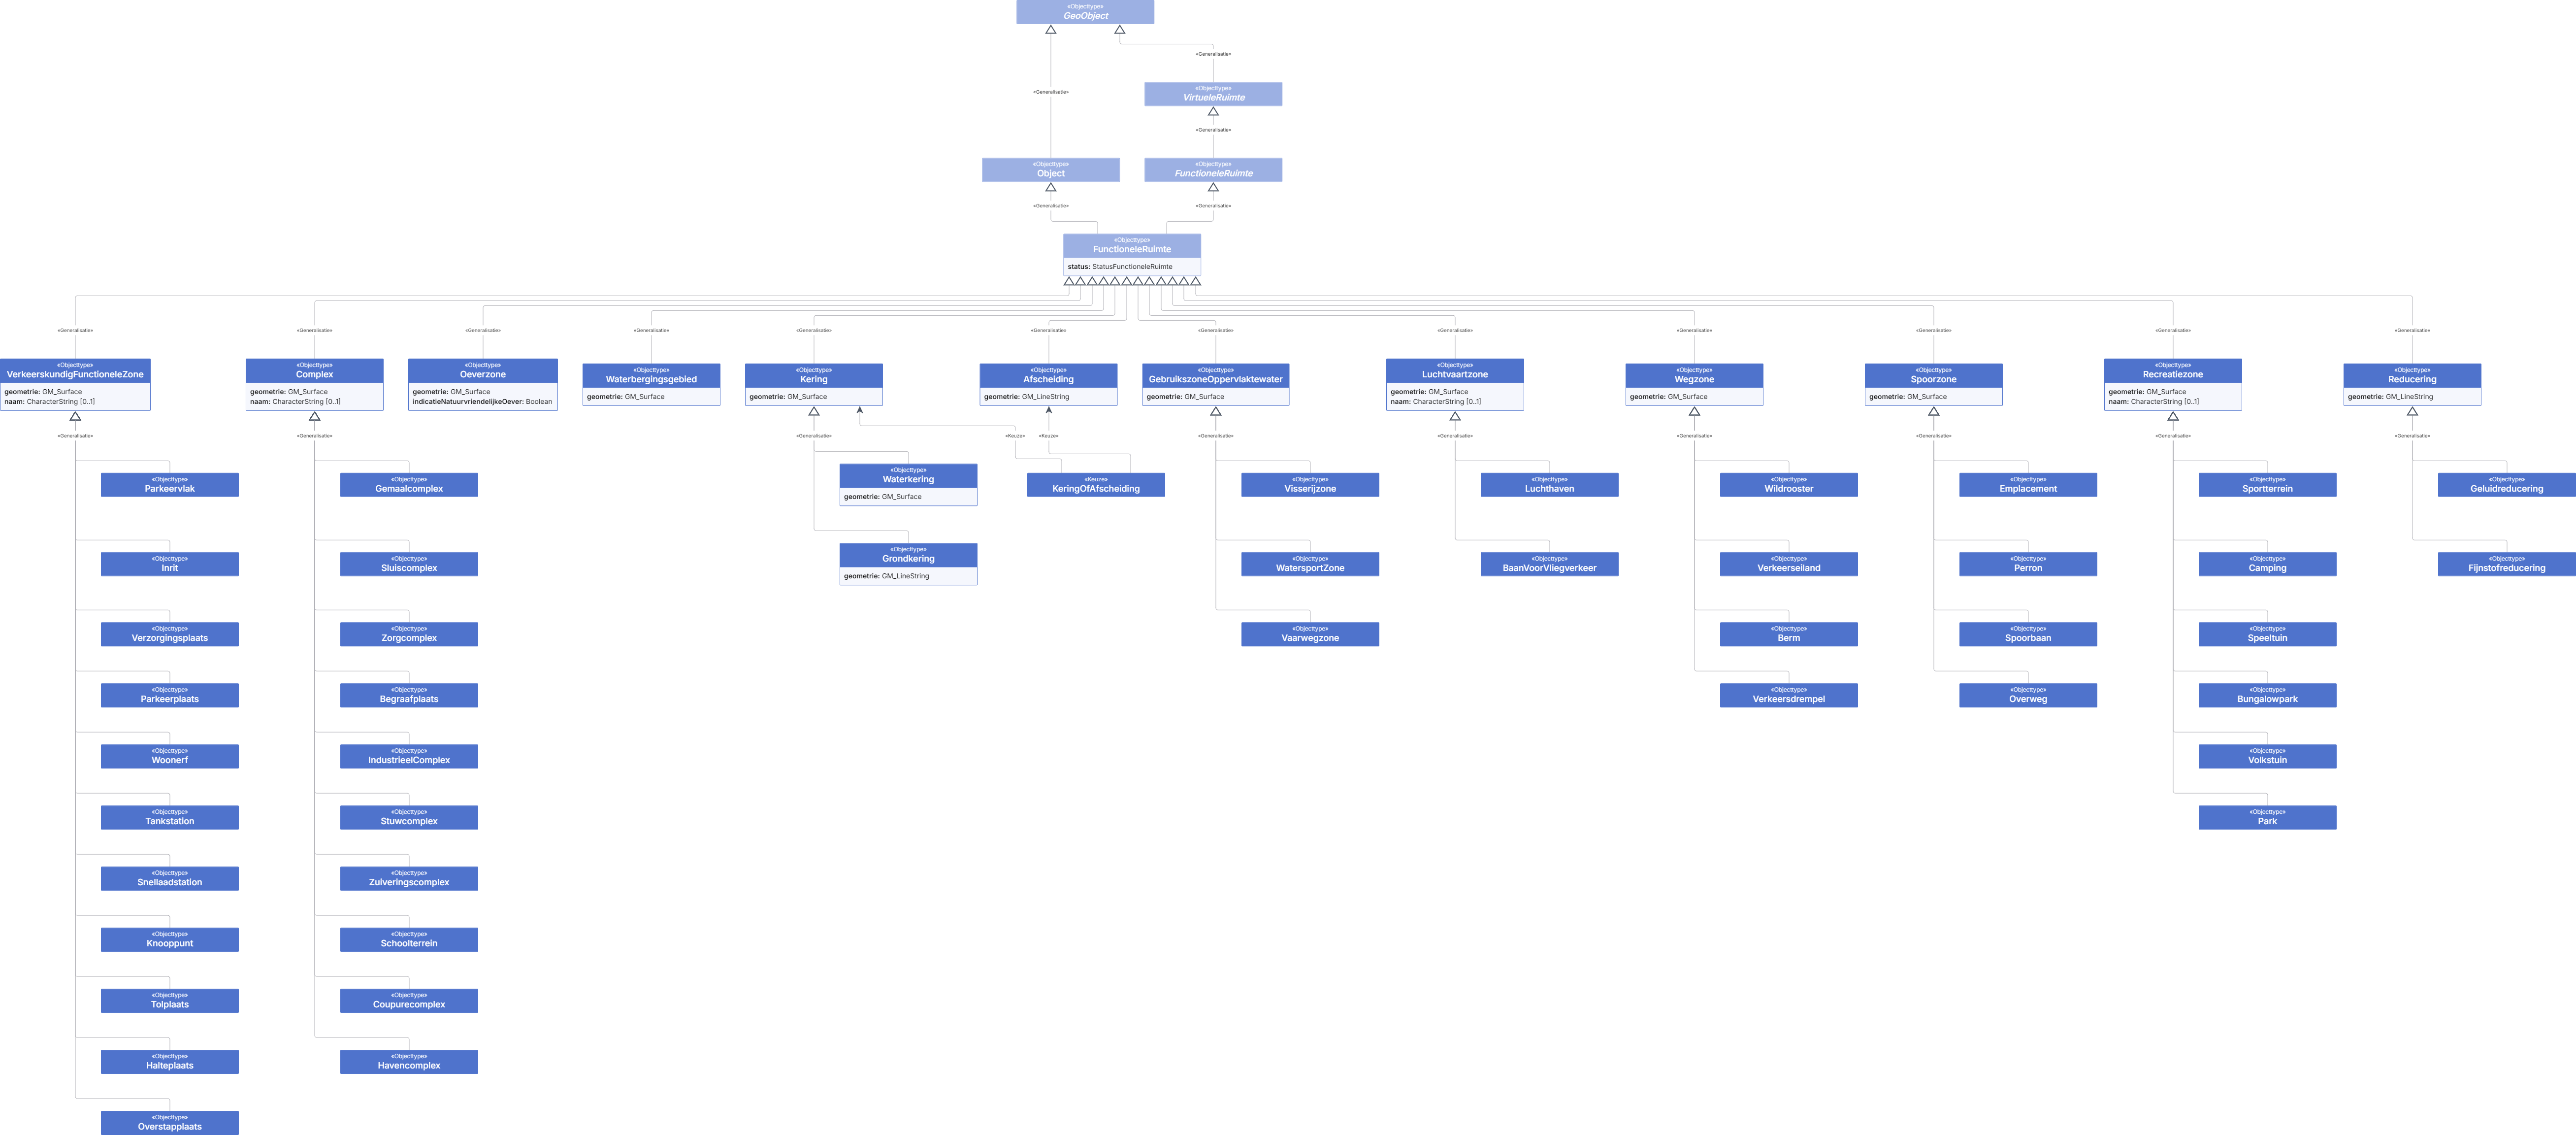 «Objecttype»
GeoObject
«Generalisatie»
«Objecttype»
VirtueleRuimte
«Generalisatie»
«Generalisatie»
«Objecttype»
Object
«Objecttype»
FunctioneleRuimte
«Generalisatie»
«Generalisatie»
«Objecttype»
FunctioneleRuimte
status: StatusFunctioneleRuimte
«Generalisatie»
«Generalisatie»
«Generalisatie»
«Generalisatie»
«Generalisatie»
«Generalisatie»
«Generalisatie»
«Generalisatie»
«Generalisatie»
«Generalisatie»
«Generalisatie»
«Generalisatie»
«Objecttype»
VerkeerskundigFunctioneleZone
geometrie: GM_Surface
naam: CharacterString [0..1]
«Objecttype»
Complex
geometrie: GM_Surface
naam: CharacterString [0..1]
«Objecttype»
Oeverzone
geometrie: GM_Surface
indicatieNatuurvriendelijkeOever: Boolean
«Objecttype»
Waterbergingsgebied
geometrie: GM_Surface
«Objecttype»
Kering
geometrie: GM_Surface
«Objecttype»
Afscheiding
geometrie: GM_LineString
«Objecttype»
GebruikszoneOppervlaktewater
geometrie: GM_Surface
«Objecttype»
Luchtvaartzone
geometrie: GM_Surface
naam: CharacterString [0..1]
«Objecttype»
Wegzone
geometrie: GM_Surface
«Objecttype»
Spoorzone
geometrie: GM_Surface
«Objecttype»
Recreatiezone
geometrie: GM_Surface
naam: CharacterString [0..1]
«Objecttype»
Reducering
geometrie: GM_LineString
«Generalisatie»
«Generalisatie»
«Generalisatie»
«Keuze»
«Keuze»
«Generalisatie»
«Generalisatie»
«Generalisatie»
«Generalisatie»
«Generalisatie»
«Generalisatie»
«Objecttype»
Parkeervlak
«Objecttype»
Inrit
«Objecttype»
Verzorgingsplaats
«Objecttype»
Parkeerplaats
«Objecttype»
Woonerf
«Objecttype»
Tankstation
«Objecttype»
Snellaadstation
«Objecttype»
Knooppunt
«Objecttype»
Tolplaats
«Objecttype»
Halteplaats
«Objecttype»
Overstapplaats
«Objecttype»
Gemaalcomplex
«Objecttype»
Sluiscomplex
«Objecttype»
Zorgcomplex
«Objecttype»
Begraafplaats
«Objecttype»
IndustrieelComplex
«Objecttype»
Stuwcomplex
«Objecttype»
Zuiveringscomplex
«Objecttype»
Schoolterrein
«Objecttype»
Coupurecomplex
«Objecttype»
Havencomplex
«Objecttype»
Waterkering
geometrie: GM_Surface
«Objecttype»
Grondkering
geometrie: GM_LineString
«Keuze»
KeringOfAfscheiding
«Objecttype»
Visserijzone
«Objecttype»
WatersportZone
«Objecttype»
Vaarwegzone
«Objecttype»
Luchthaven
«Objecttype»
BaanVoorVliegverkeer
«Objecttype»
Wildrooster
«Objecttype»
Verkeerseiland
«Objecttype»
Berm
«Objecttype»
Verkeersdrempel
«Objecttype»
Emplacement
«Objecttype»
Perron
«Objecttype»
Spoorbaan
«Objecttype»
Overweg
«Objecttype»
Sportterrein
«Objecttype»
Camping
«Objecttype»
Speeltuin
«Objecttype»
Bungalowpark
«Objecttype»
Volkstuin
«Objecttype»
Park
«Objecttype»
Geluidreducering
«Objecttype»
Fijnstofreducering